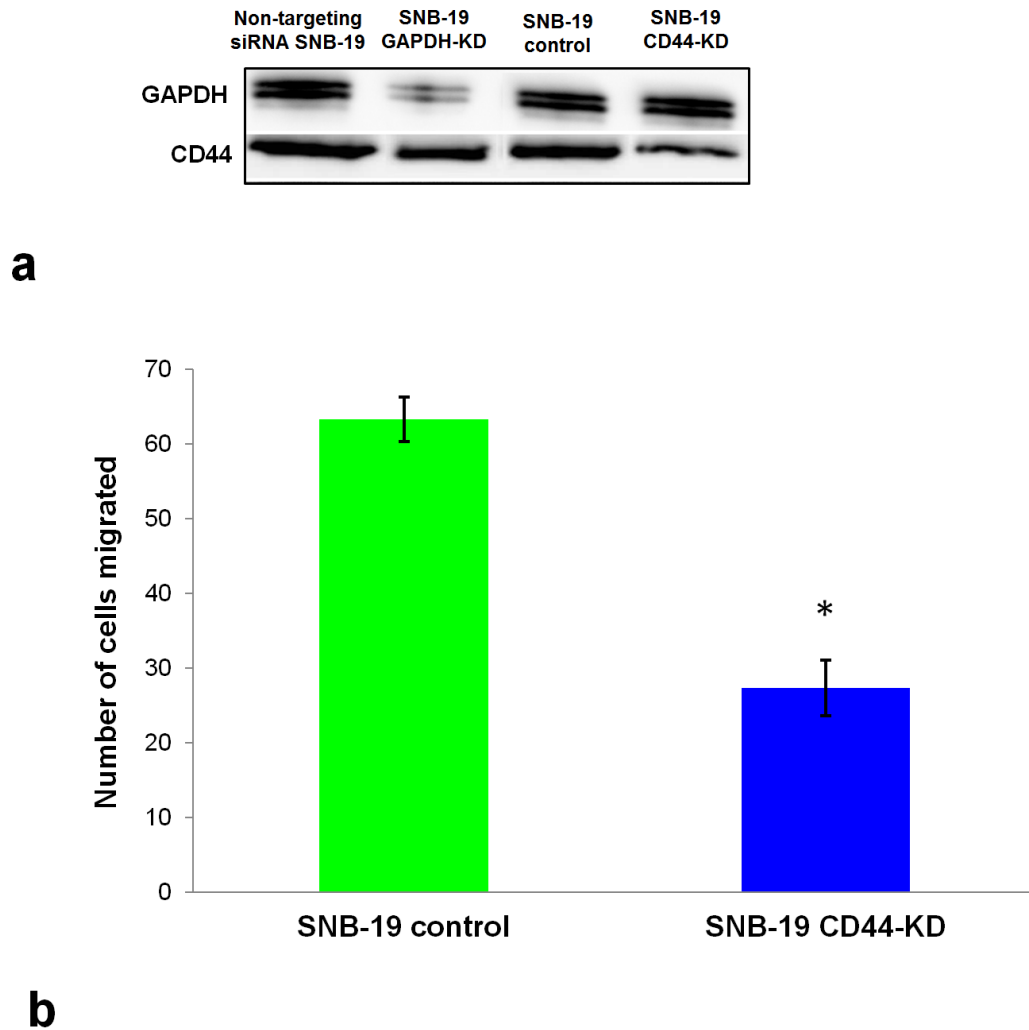 Non-targeting
siRNA SNB-19
SNB-19
GAPDH-KD
SNB-19
control
SNB-19
CD44-KD
GAPDH
CD44
a
70
60
50
40
30
20
10
0
Number of cells migrated
*
SNB-19 control
SNB-19 CD44-KD
b